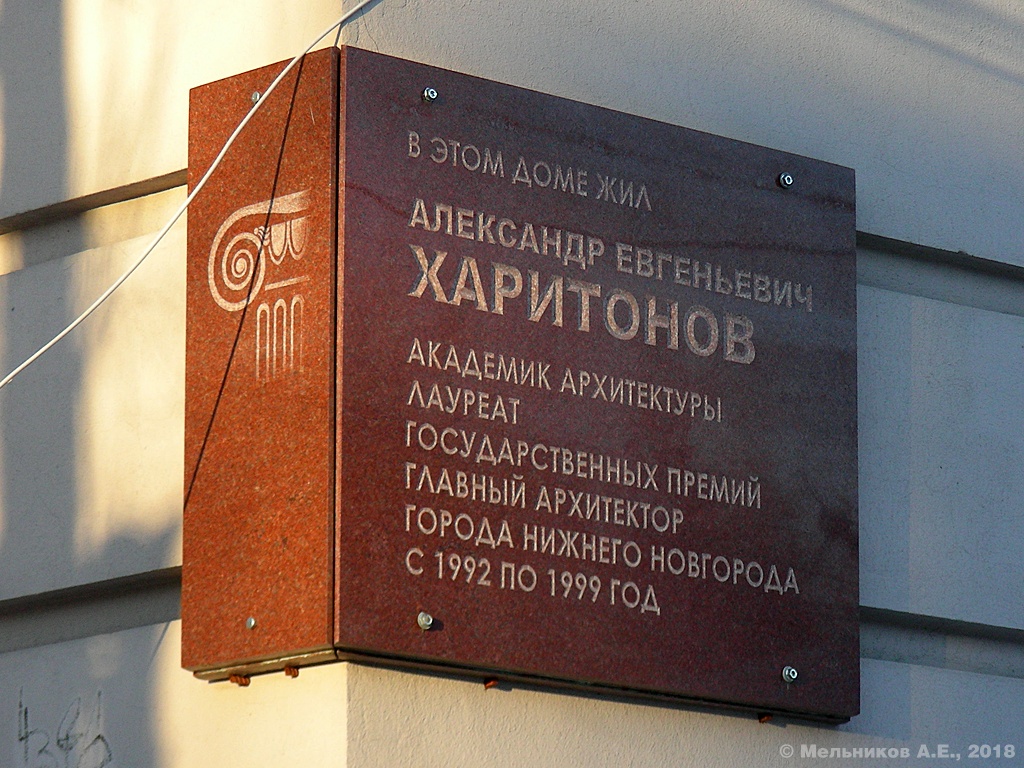 В ЭТОМ ДОМЕ ЖИЛ
АЛЕКСАНДР ЕВГЕНЬЕВИЧ
ХАРИТОНОВ
АКАДЕМИК АРХИТЕКТУРЫ
ЛАУРЕАТ
ГОСУДАРСТВЕННЫХ ПРЕМИЙ
ГЛАВНЫЙ АРХИТЕКТОР
ГОРОДА НИЖНЕГО НОВГОРОДА
С 1992 ПО 1999 ГОД
© Мельников А.Е., 2018